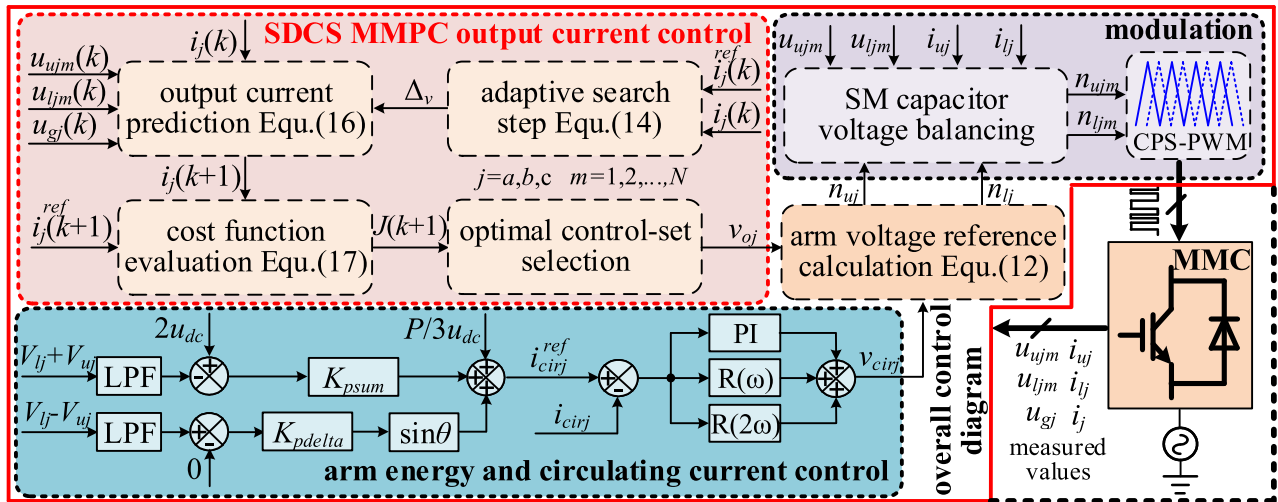 SDCS MMPC output current control
i_j(k)
u_ujm(k)
u_ljm(k)
u_gj(k)
output current
prediction Equ.(16)
Δ_v
adaptive search
step Equ.(14)
i_j^ref(k)
i_j(k)
i_j(k+1)
j=a,b,c m=1,2,...,N
i_j^ref(k+1)
cost function
evaluation Equ.(17)
J(k+1)
optimal control-set
selection
v_oj
modulation
u_ujm
u_ljm
i_uj
i_lj
SM capacitor
voltage balancing
n_ujm
n_ljm
CPS-PWM
n_uj
n_lj
arm voltage reference
calculation Equ.(12)
MMC
2u_dc
P/3u_dc
V_lj+V_uj
LPF
-
+
K_psum
+
+
+
i_cirj^ref
+
-
PI
R(ω)
R(2ω)
+
+
+
v_cirj
V_lj-V_uj
LPF
+
-
K_pdelta
sinθ
i_cirj
0
arm energy and circulating current control
overall control
diagram
u_ujm i_uj
u_ljm i_lj
u_gj i_j
measured
values